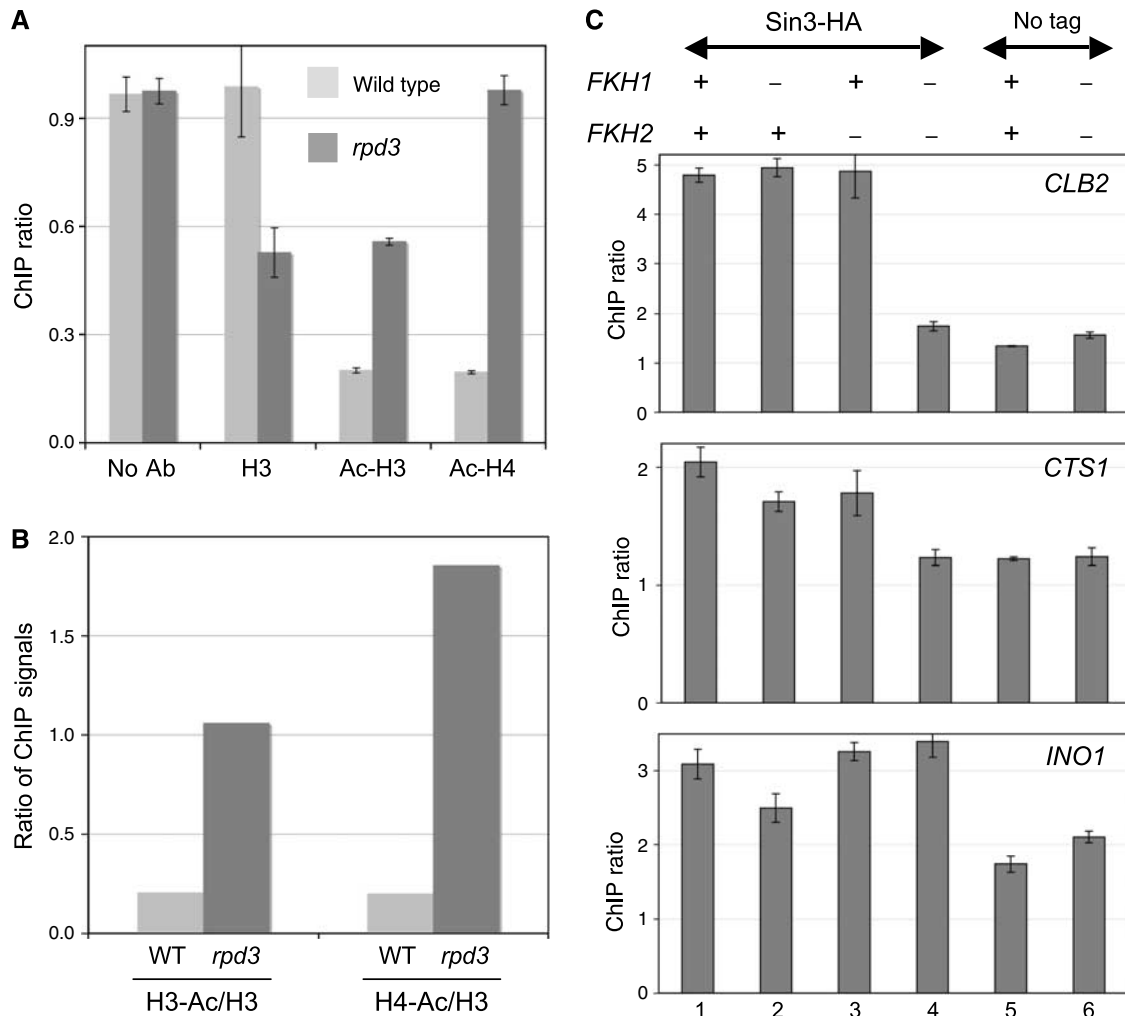 A
ChIP ratio
0.9
0.6
0.3
0.0
Wild type
rpd3
No Ab H3 Ac-H3 Ac-H4
B
Ratio of ChIP signals
2.0
1.5
1.0
0.5
0.0
WT rpd3 WT rpd3
H3-Ac/H3 H4-Ac/H3
C
Sin3-HA No tag
FKH1 + – + – + –
FKH2 + + – – + –
CLB2
ChIP ratio
5
4
3
2
1
0
CTS1
ChIP ratio
2
1
0
INO1
ChIP ratio
3
2
1
0
1 2 3 4 5 6